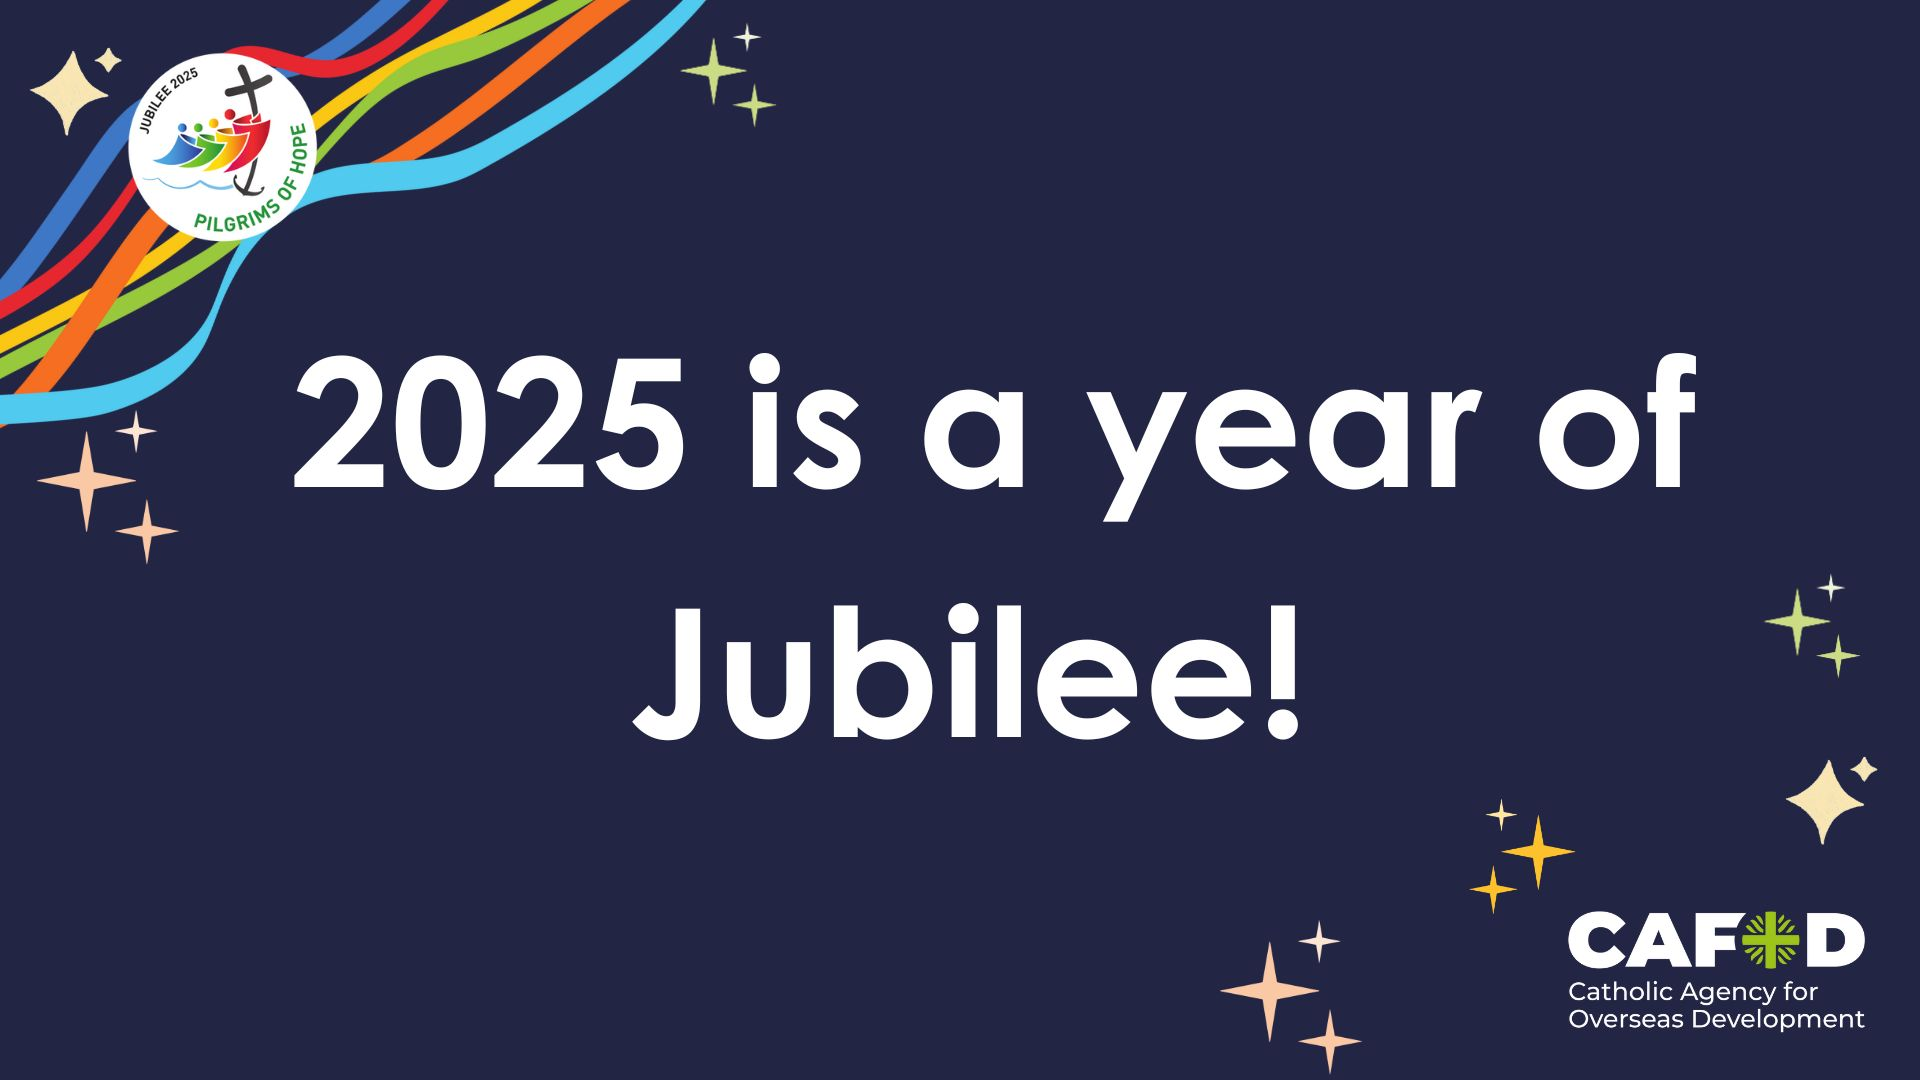 JUBILEE 2025
PILGRIMS OF HOPE
2025 is a year of
Jubilee!
CAFOD
Catholic Agency for
Overseas Development